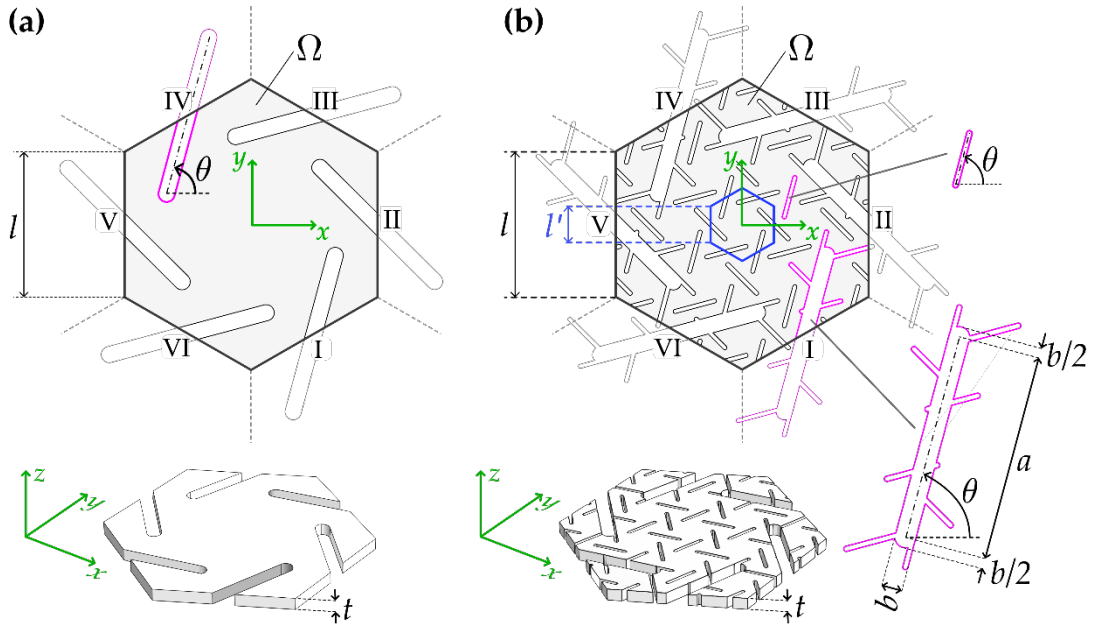 (a)
Ω
IV
III
θ
y
x
l
V
II
VI
I
z
y
x
t
(b)
Ω
IV
III
θ
y
x
l
l'
V
II
VI
I
b/2
a
θ
b/2
b
z
y
x
t